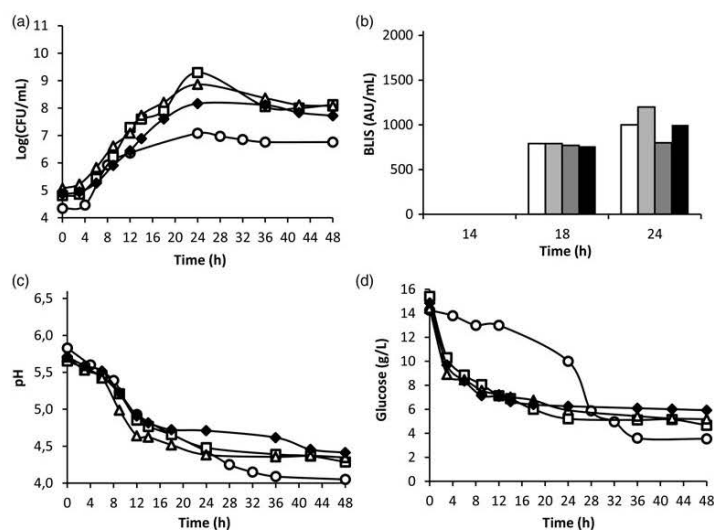 (a)
Log(CFU/mL)
11
10
9
8
7
6
5
4
0 4 8 12 16 20 24 28 32 36 40 44 48
Time (h)
(b)
BLIS (AU/mL)
2000
1500
1000
500
0
14 18 24
Time (h)
(c)
pH
6,5
6,0
5,5
5,0
4,5
4,0
0 4 8 12 16 20 24 28 32 36 40 44 48
Time (h)
(d)
Glucose (g/L)
16
14
12
10
8
6
4
2
0
0 4 8 12 16 20 24 28 32 36 40 44 48
Time (h)